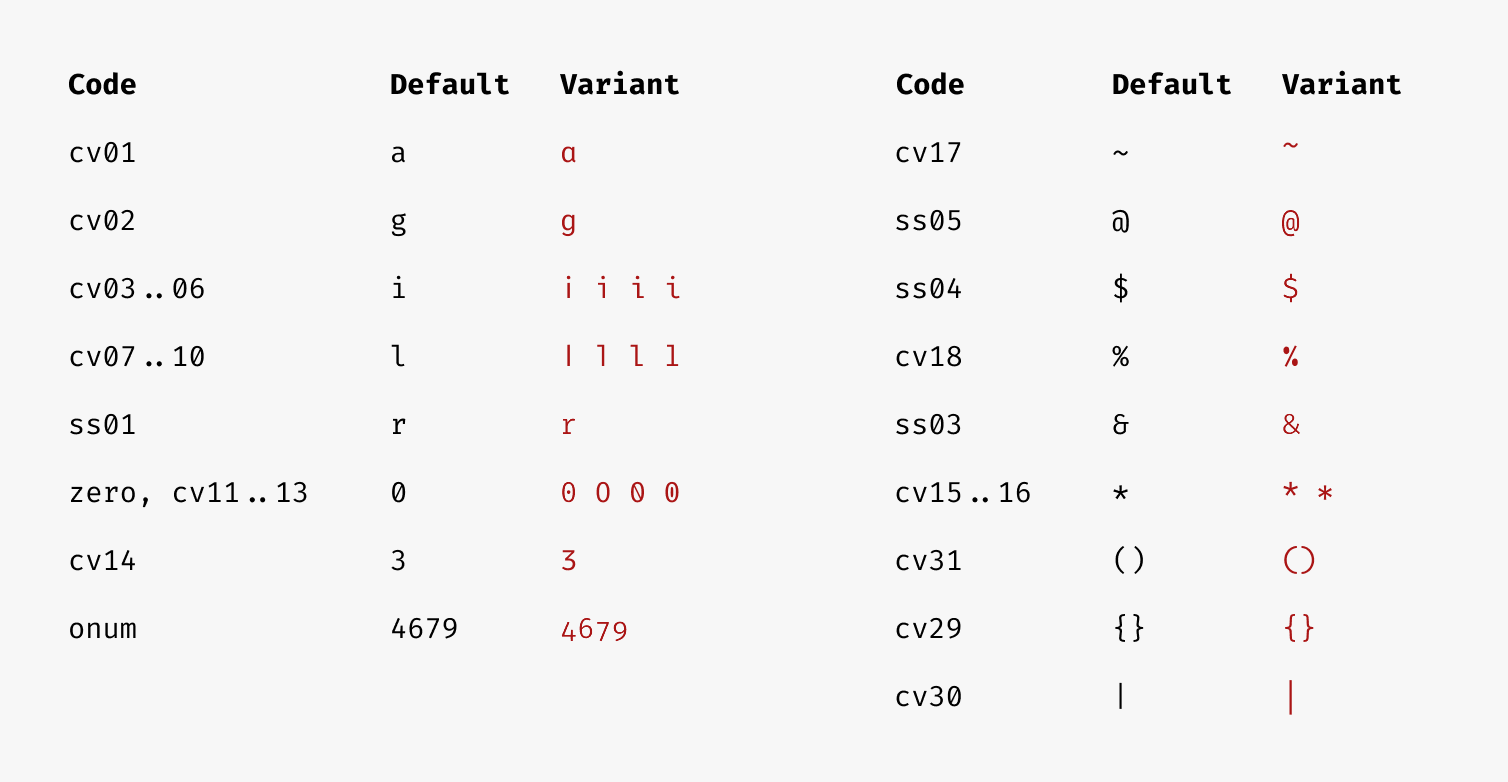 Code Default Variant
cv01 a a
cv02 g g
cv03..06 i i i i i
cv07..10 l l l l l
ss01 r r
zero, cv11..13 0 0 0 0 0
cv14 3 3
onum 4679 4679
Code Default Variant
cv17 ~ ~
ss05 @ @
ss04 $ $
cv18 % %
ss03 & &
cv15..16 * * *
cv31 () ()
cv29 {} {}
cv30 | |